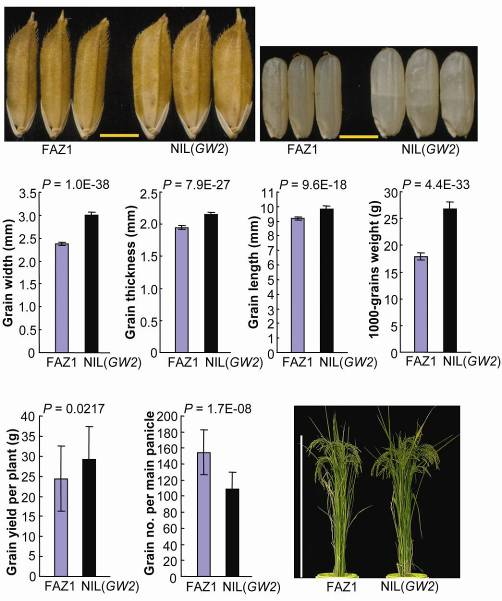 FAZ1 NIL(GW2) FAZ1 NIL(GW2)
P = 1.0E-38
Grain width (mm)
3.5
3.0
2.5
2.0
1.5
1.0
0.5
0
FAZ1 NIL(GW2)
P = 7.9E-27
Grain thickness (mm)
2.5
2.0
1.5
1.0
0.5
0
FAZ1 NIL(GW2)
P = 9.6E-18
Grain length (mm)
11
10
9
8
7
6
5
4
3
2
1
0
FAZ1 NIL(GW2)
P = 4.4E-33
1000-grains weight (g)
30
25
20
15
10
5
0
FAZ1 NIL(GW2)
P = 0.0217
Grain yield per plant (g)
40
35
30
25
20
15
10
5
0
FAZ1 NIL(GW2)
P = 1.7E-08
Grain no. per main panicle
200
180
160
140
120
100
80
60
40
20
0
FAZ1 NIL(GW2)
FAZ1 NIL(GW2)